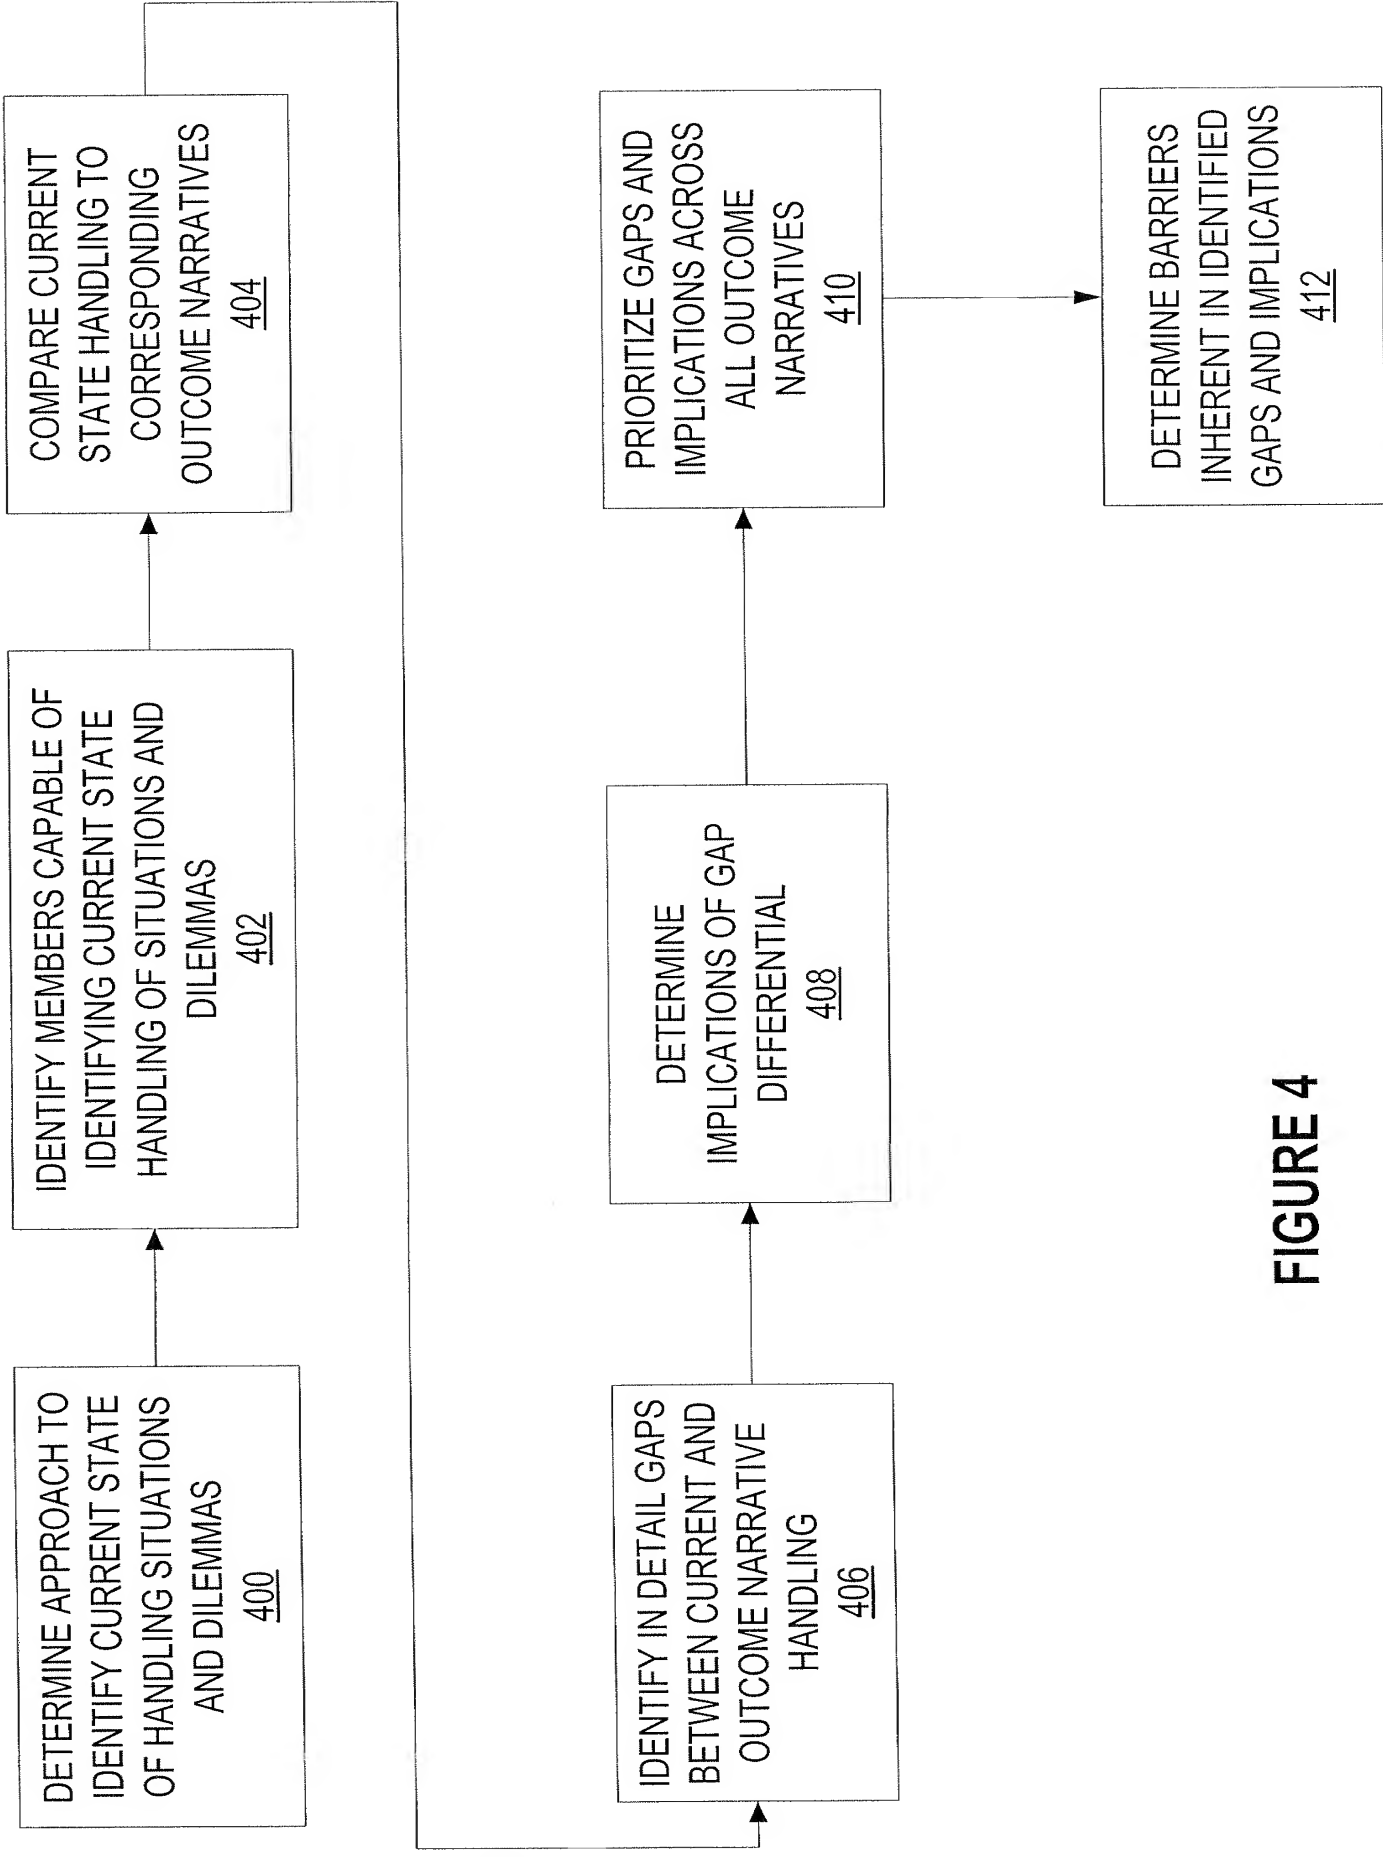 DETERMINE APPROACH TO
IDENTIFY CURRENT STATE
OF HANDLING SITUATIONS
AND DILEMMAS
400
IDENTIFY MEMBERS CAPABLE OF
IDENTIFYING CURRENT STATE
HANDLING OF SITUATIONS AND
DILEMMAS
402
COMPARE CURRENT
STATE HANDLING TO
CORRESPONDING
OUTCOME NARRATIVES
404
IDENTIFY IN DETAIL GAPS
BETWEEN CURRENT AND
OUTCOME NARRATIVE
HANDLING
406
DETERMINE
IMPLICATIONS OF GAP
DIFFERENTIAL
408
PRIORITIZE GAPS AND
IMPLICATIONS ACROSS
ALL OUTCOME
NARRATIVES
410
DETERMINE BARRIERS
INHERENT IN IDENTIFIED
GAPS AND IMPLICATIONS
412
FIGURE 4